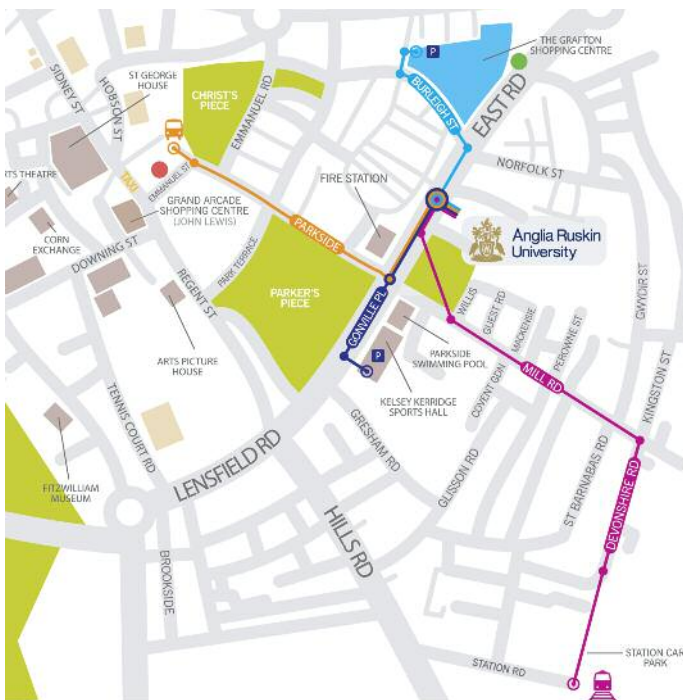 THE GRAFTON
SHOPPING CENTRE
P
ST GEORGE
HOUSE
SIDNEY ST
HOBSON ST
CHRIST'S
PIECE
EMMANUEL RD
BURLEIGH ST
EAST RD
NORFOLK ST
RTS THEATRE
TAXI
EMMANUEL ST
FIRE STATION
GRAND ARCADE
SHOPPING CENTRE
(JOHN LEWIS)
CORN
EXCHANGE
DOWNING ST
PARKSIDE
PARK TERRACE
Anglia Ruskin
University
REGENT ST
PARKER'S
PIECE
GONVILLE PL
WILLIS
GUEST RD
MACKENSIE
PEROWNE ST
GWYDIR ST
KINGSTON ST
P
ARTS PICTURE
HOUSE
PARKSIDE
SWIMMING POOL
COVENT GDN
MILL RD
KELSEY KERRIDGE
SPORTS HALL
TENNIS COURT RD
LENSFIELD RD
GRESHAM RD
GLISSON RD
ST BARNABAS RD
DEVONSHIRE RD
FITZWILLIAM
MUSEUM
HILLS RD
BROOKSIDE
STATION RD
STATION CAR
PARK